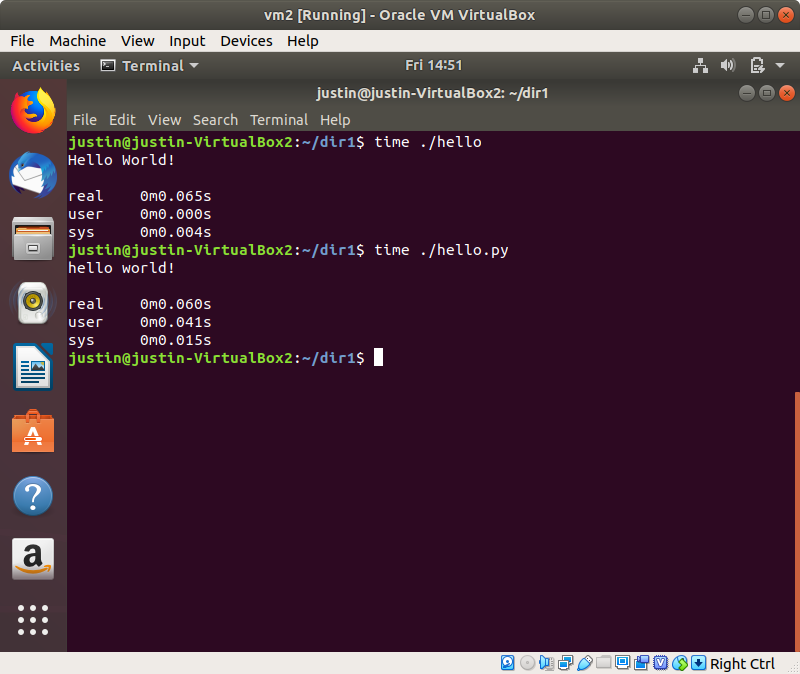 vm2 [Running] - Oracle VM VirtualBox
File Machine View Input Devices Help
Activities Terminal Fri 14:51
justin@justin-VirtualBox2: ~/dir1
File Edit View Search Terminal Help
justin@justin-VirtualBox2:~/dir1$ time ./hello
Hello World!
real 0m0.065s
user 0m0.000s
sys 0m0.004s
justin@justin-VirtualBox2:~/dir1$ time ./hello.py
hello world!
real 0m0.060s
user 0m0.041s
sys 0m0.015s
justin@justin-VirtualBox2:~/dir1$
A
?
a
V
Right Ctrl